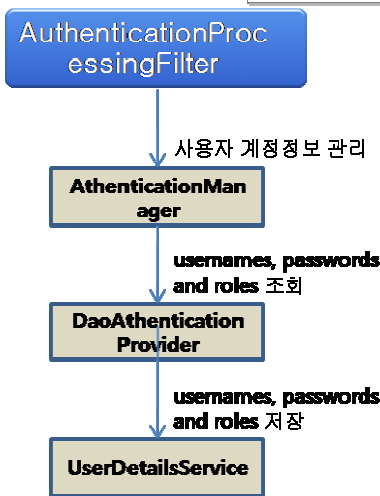 AuthenticationProc
essingFilter
사용자 계정정보 관리
AthenticationMan
ager
usernames, passwords
and roles 조회
DaoAthentication
Provider
usernames, passwords
and roles 저장
UserDetailsService